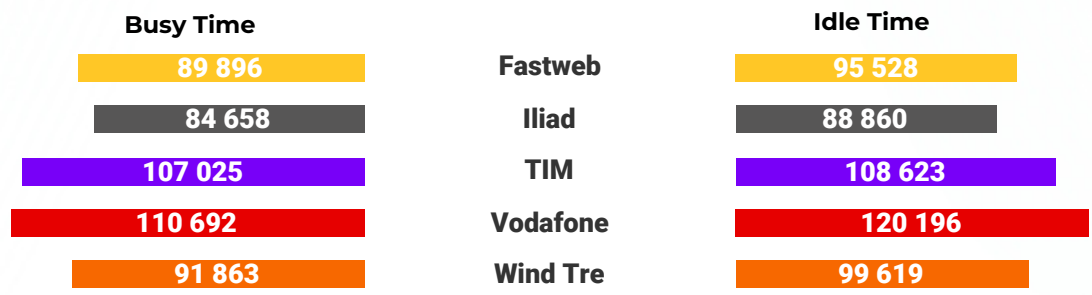 Busy Time
Idle Time
89 896 Fastweb 95 528
84 658 Iliad 88 860
107 025 TIM 108 623
110 692 Vodafone 120 196
91 863 Wind Tre 99 619